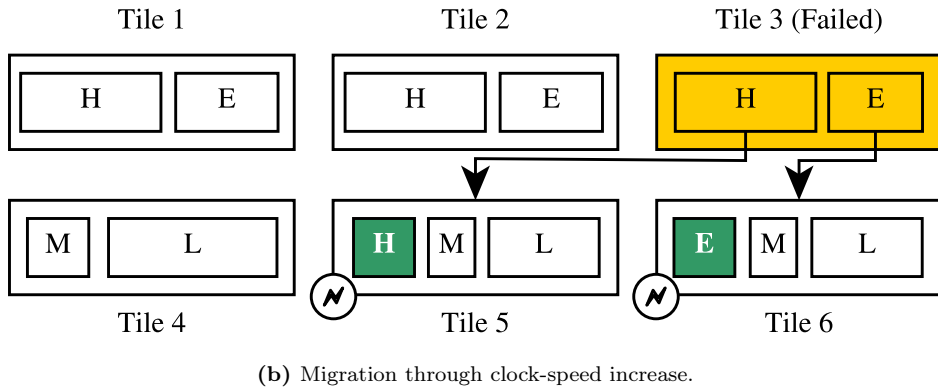 Tile 1 Tile 2 Tile 3 (Failed)
H E H E H E
M L H M L E M L
Tile 4 Tile 5 Tile 6
(b) Migration through clock-speed increase.